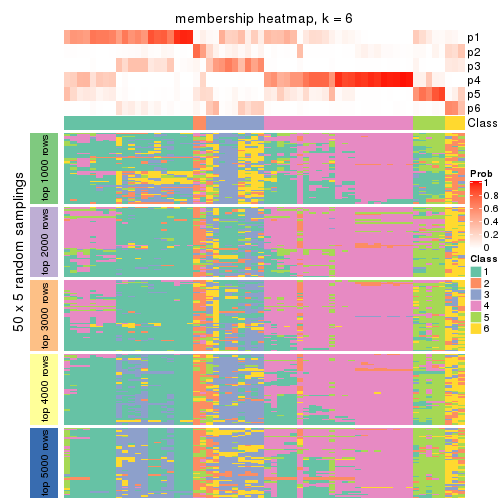 membership heatmap, k = 6
p1
p2
p3
p4
p5
p6
Class
50 x 5 random samplings
top 1000 rows
top 2000 rows
top 3000 rows
top 4000 rows
top 5000 rows
Prob
1
0.8
0.6
0.4
0.2
0
Class
1
2
3
4
5
6